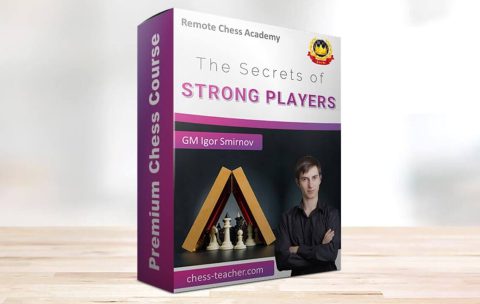 Remote Chess Academy
The Secrets of
STRONG PLAYERS
GM Igor Smirnov
chess-teacher.com
Premium Chess Course